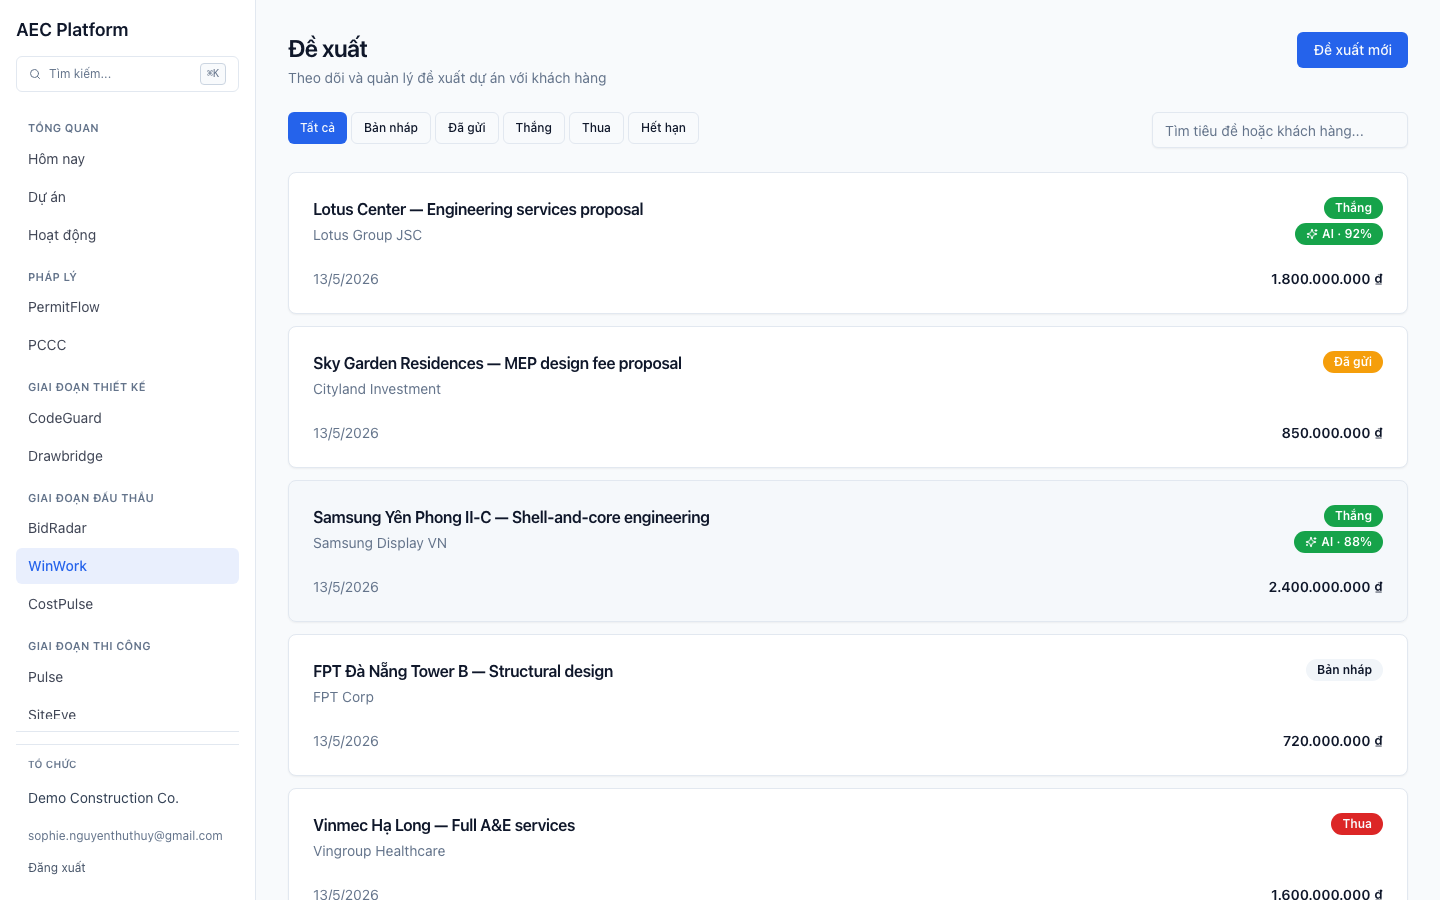 AEC Platform
Tìm kiếm...
⌘K
TỔNG QUAN
Hôm nay
Dự án
Hoạt động
PHÁP LÝ
PermitFlow
PCCC
GIAI ĐOẠN THIẾT KẾ
CodeGuard
Drawbridge
GIAI ĐOẠN ĐẤU THẦU
BidRadar
WinWork
CostPulse
GIAI ĐOẠN THI CÔNG
Pulse
SiteEye
TỔ CHỨC
Demo Construction Co.
sophie.nguyenthuthuy@gmail.com
Đăng xuất
Đề xuất
Theo dõi và quản lý đề xuất dự án với khách hàng
Đề xuất mới
Tất cả
Bản nháp
Đã gửi
Thắng
Thua
Hết hạn
Tìm tiêu đề hoặc khách hàng...
Lotus Center — Engineering services proposal
Thắng
Lotus Group JSC
AI · 92%
13/5/2026
1.800.000.000 ₫
Sky Garden Residences — MEP design fee proposal
Đã gửi
Cityland Investment
13/5/2026
850.000.000 ₫
Samsung Yên Phong II-C — Shell-and-core engineering
Thắng
Samsung Display VN
AI · 88%
13/5/2026
2.400.000.000 ₫
FPT Đà Nẵng Tower B — Structural design
Bản nháp
FPT Corp
13/5/2026
720.000.000 ₫
Vinmec Hạ Long — Full A&E services
Thua
Vingroup Healthcare
13/5/2026
1.600.000.000 ₫